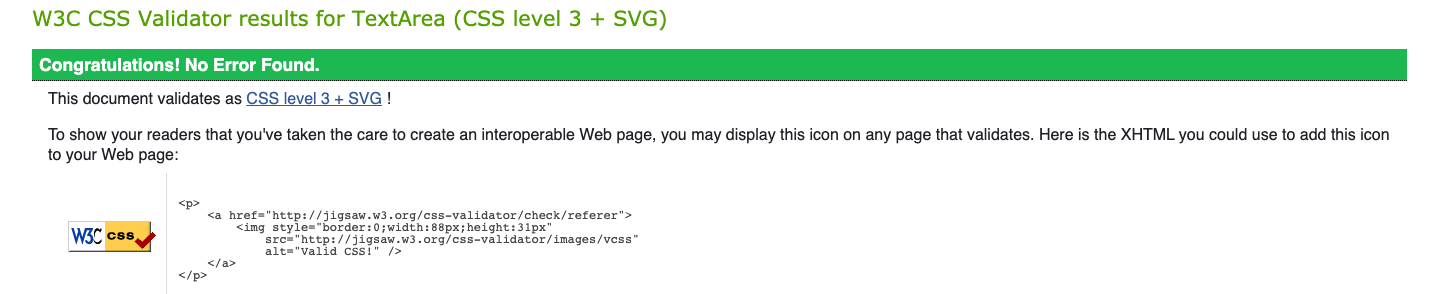 W3C CSS Validator results for TextArea (CSS level 3 + SVG)
Congratulations! No Error Found.
This document validates as CSS level 3 + SVG !
To show your readers that you've taken the care to create an interoperable Web page, you may display this icon on any page that validates. Here is the XHTML you could use to add this icon
to your Web page:
W3C css
<p>
    <a href="http://jigsaw.w3.org/css-validator/check/referer">
        <img style="border:0;width:88px;height:31px"
            src="http://jigsaw.w3.org/css-validator/images/vcss"
            alt="Valid CSS!" />
    </a>
</p>